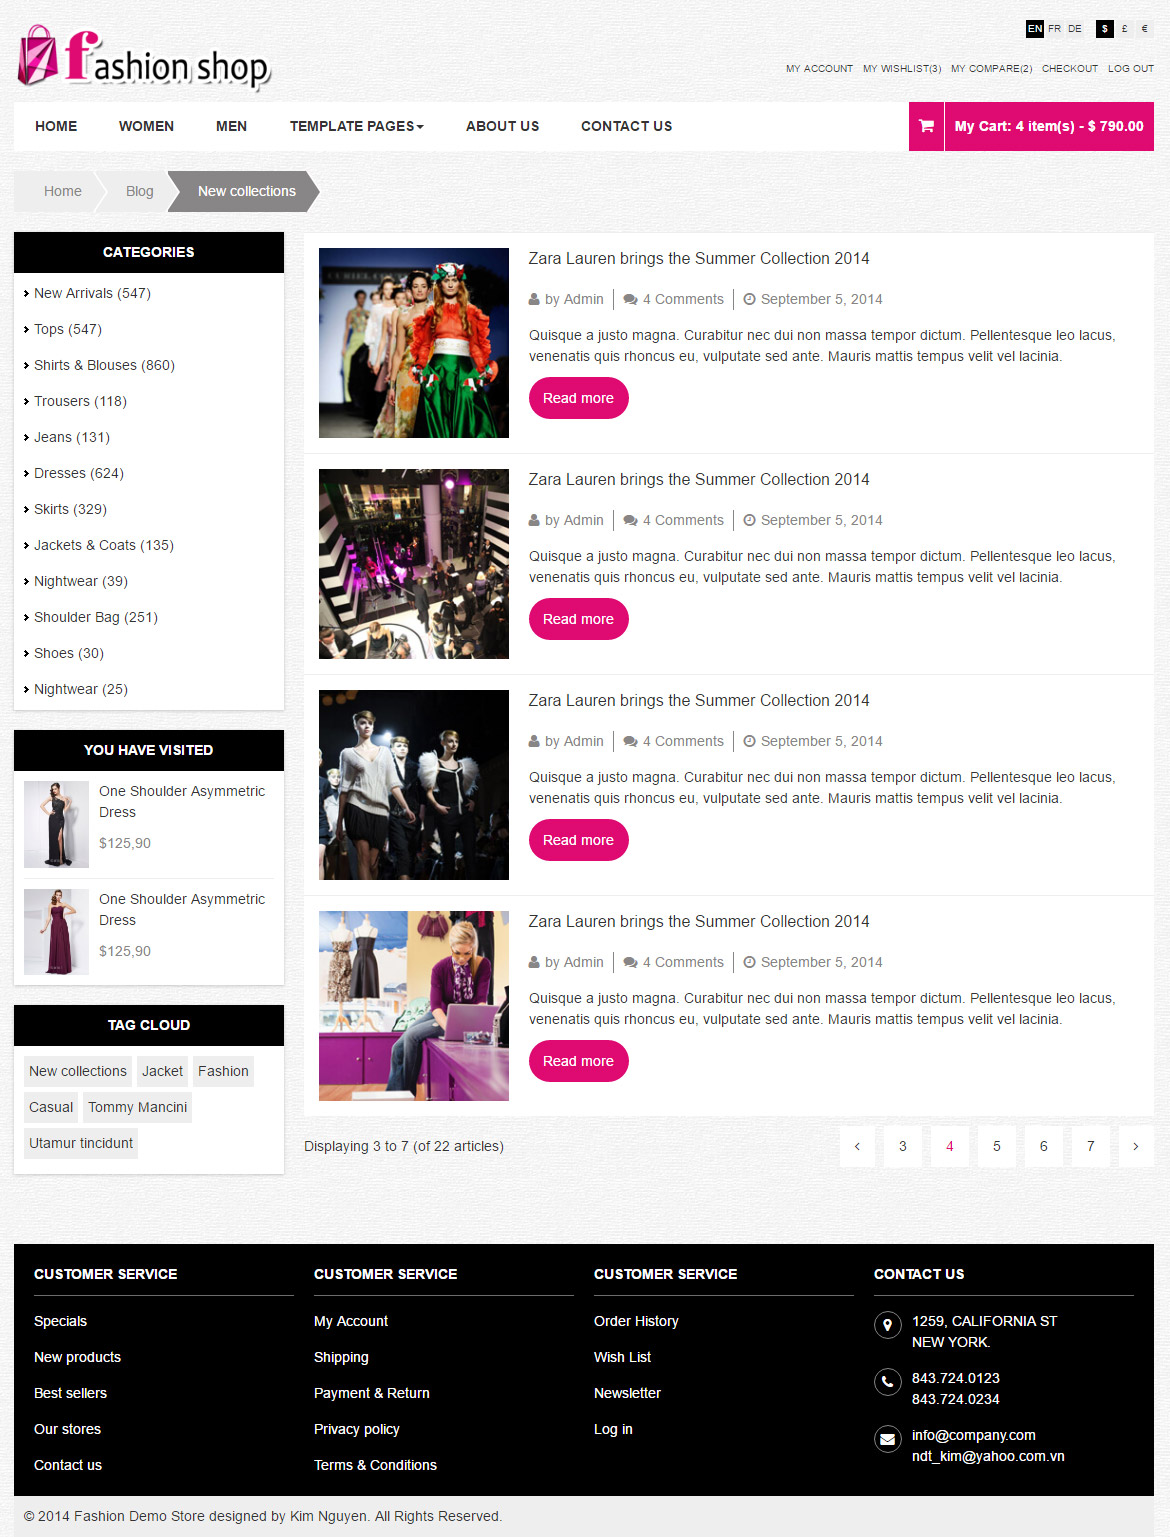 fashion shop
EN FR DE $ £ €
MY ACCOUNT MY WISHLIST(3) MY COMPARE(2) CHECKOUT LOG OUT
HOME WOMEN MEN TEMPLATE PAGES ABOUT US CONTACT US
My Cart: 4 item(s) - $ 790.00
Home Blog New collections
CATEGORIES
New Arrivals (547)
Tops (547)
Shirts & Blouses (860)
Trousers (118)
Jeans (131)
Dresses (624)
Skirts (329)
Jackets & Coats (135)
Nightwear (39)
Shoulder Bag (251)
Shoes (30)
Nightwear (25)
YOU HAVE VISITED
One Shoulder Asymmetric
Dress
$125,90
One Shoulder Asymmetric
Dress
$125,90
TAG CLOUD
New collections Jacket Fashion
Casual Tommy Mancini
Utamur tincidunt
Zara Lauren brings the Summer Collection 2014
by Admin 4 Comments September 5, 2014
Quisque a justo magna. Curabitur nec dui non massa tempor dictum. Pellentesque leo lacus,
venenatis quis rhoncus eu, vulputate sed ante. Mauris mattis tempus velit vel lacinia.
Read more
Zara Lauren brings the Summer Collection 2014
by Admin 4 Comments September 5, 2014
Quisque a justo magna. Curabitur nec dui non massa tempor dictum. Pellentesque leo lacus,
venenatis quis rhoncus eu, vulputate sed ante. Mauris mattis tempus velit vel lacinia.
Read more
Zara Lauren brings the Summer Collection 2014
by Admin 4 Comments September 5, 2014
Quisque a justo magna. Curabitur nec dui non massa tempor dictum. Pellentesque leo lacus,
venenatis quis rhoncus eu, vulputate sed ante. Mauris mattis tempus velit vel lacinia.
Read more
Zara Lauren brings the Summer Collection 2014
by Admin 4 Comments September 5, 2014
Quisque a justo magna. Curabitur nec dui non massa tempor dictum. Pellentesque leo lacus,
venenatis quis rhoncus eu, vulputate sed ante. Mauris mattis tempus velit vel lacinia.
Read more
Displaying 3 to 7 (of 22 articles)
‹ 3 4 5 6 7 ›
CUSTOMER SERVICE
Specials
New products
Best sellers
Our stores
Contact us
CUSTOMER SERVICE
My Account
Shipping
Payment & Return
Privacy policy
Terms & Conditions
CUSTOMER SERVICE
Order History
Wish List
Newsletter
Log in
CONTACT US
1259, CALIFORNIA ST
NEW YORK.
843.724.0123
843.724.0234
info@company.com
ndt_kim@yahoo.com.vn
© 2014 Fashion Demo Store designed by Kim Nguyen. All Rights Reserved.